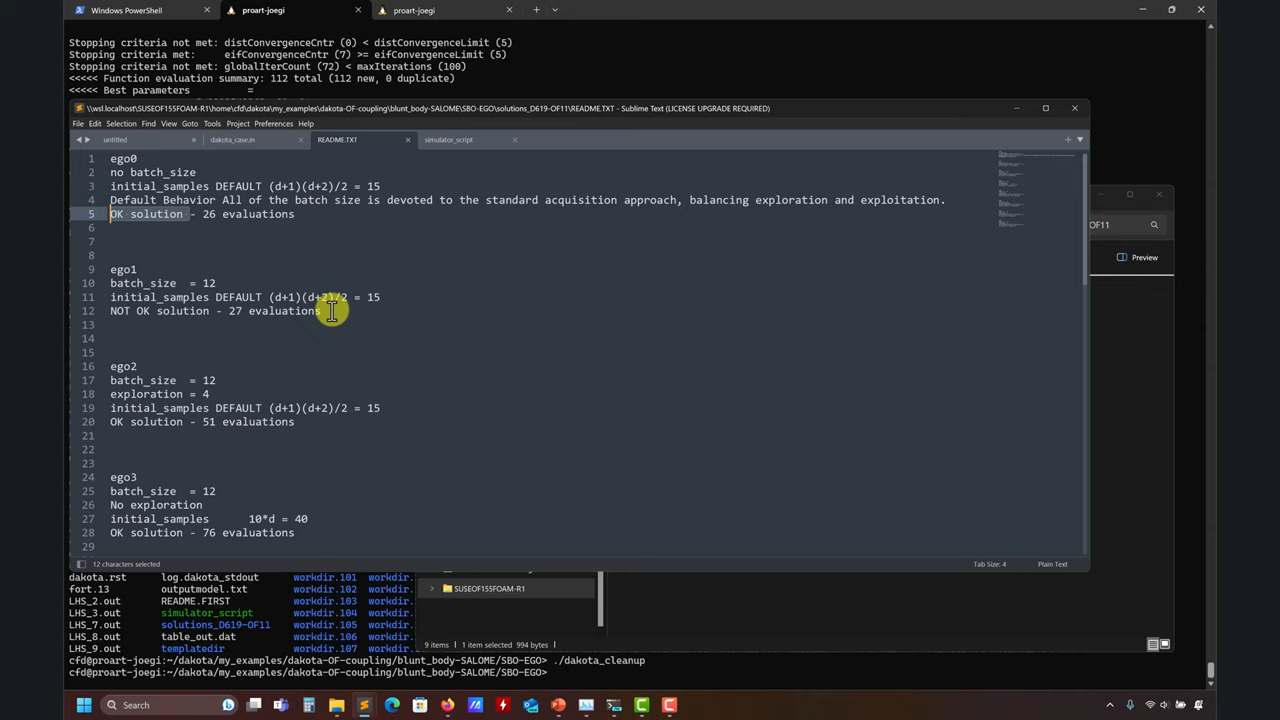 Windows PowerShell
proart-joegi
proart-joegi
Stopping criteria not met: distConvergenceCntr (0) < distConvergenceLimit (5)
Stopping criteria not met:   eifConvergenceCntr (7) >= eifConvergenceLimit (5)
Stopping criteria not met: globalIterCount (72) < maxIterations (100)
<<<<< Function evaluation summary: 112 total (112 new, 0 duplicate)
<<<<< Best parameters          =
\\wsl.localhost\SUSEOF155FOAM-R1\home\cfd\dakota\my_examples\dakota-OF-coupling\blunt_body-SALOME\SBO-EGO\solutions_D619-OF11\README.TXT - Sublime Text (LICENSE UPGRADE REQUIRED)
File Edit Selection Find View Goto Tools Project Preferences Help
untitled
dakota_case.in
README.TXT
simulator_script
1 ego0
2 no batch_size
3 initial_samples DEFAULT (d+1)(d+2)/2 = 15
4 Default Behavior All of the batch size is devoted to the standard acquisition approach, balancing exploration and exploitation.
5 OK solution - 26 evaluations
6
7
8
9 ego1
10 batch_size  = 12
11 initial_samples DEFAULT (d+1)(d+2)/2 = 15
12 NOT OK solution - 27 evaluations
13
14
15
16 ego2
17 batch_size  = 12
18 exploration = 4
19 initial_samples DEFAULT (d+1)(d+2)/2 = 15
20 OK solution - 51 evaluations
21
22
23
24 ego3
25 batch_size  = 12
26 No exploration
27 initial_samples      10*d = 40
28 OK solution - 76 evaluations
29
OF11
Preview
12 characters selected
Tab Size: 4
Plain Text
dakota.rst log.dakota_stdout workdir.101 workdir.
fort.13 outputmodel.txt workdir.102 workdir.
LHS_2.out README.FIRST workdir.103 workdir.
LHS_3.out simulator_script workdir.104 workdir.
LHS_7.out solutions_D619-OF11 workdir.105 workdir.
LHS_8.out table_out.dat workdir.106 workdir.
LHS_9.out templatedir workdir.107 workdir.
SUSEOF155FOAM-R1
9 items
1 item selected 994 bytes
cfd@proart-joegi:~/dakota/my_examples/dakota-OF-coupling/blunt_body-SALOME/SBO-EGO> ./dakota_cleanup
cfd@proart-joegi:~/dakota/my_examples/dakota-OF-coupling/blunt_body-SALOME/SBO-EGO>
Search